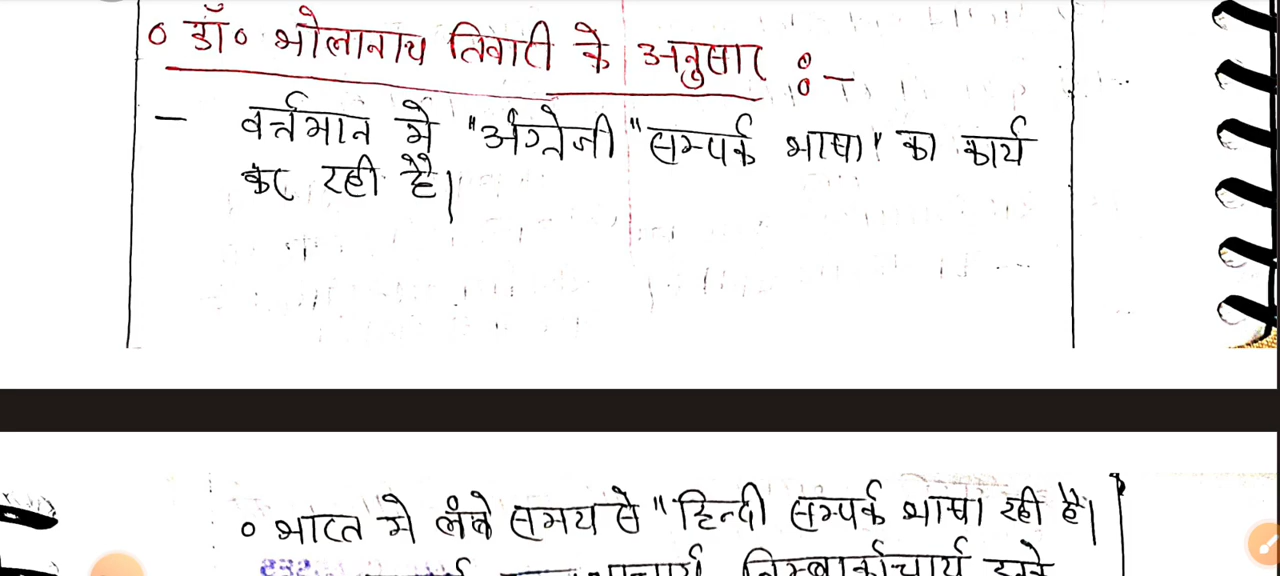 ० डॉ० भोलानाथ तिवारी के अनुसार :-
- वर्त्तमान मे "अंग्रेजी "सम्पर्क भाषा" का कार्य
कर रही है।
० भारत मे लंबे समय से "हिन्दी सम्पर्क भाषा रही है।
निम्बार्काचार्य